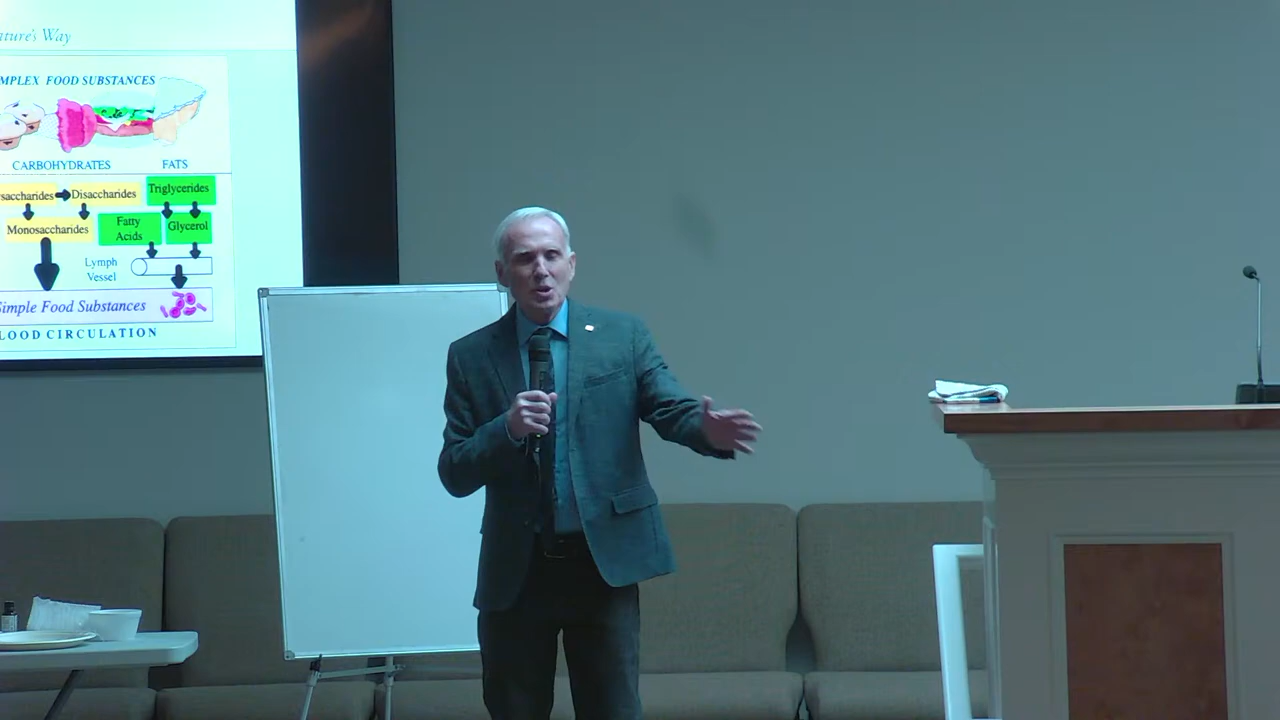 ature's Way
MPLEX FOOD SUBSTANCES
CARBOHYDRATES FATS
saccharides Disaccharides Triglycerides
Monosaccharides Fatty Acids Glycerol
Lymph
Vessel
Simple Food Substances
LOOD CIRCULATION